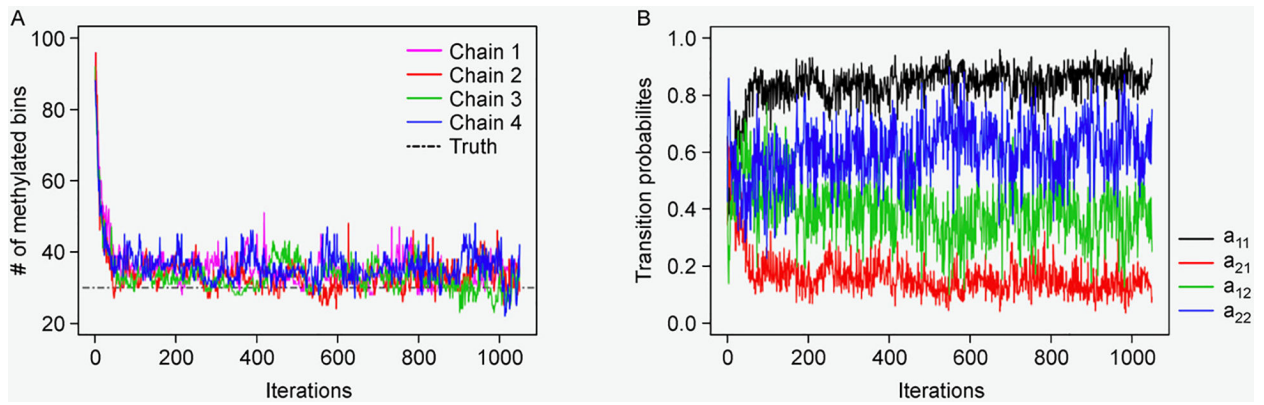 A
# of methylated bins
100
80
60
40
20
0
200
400
600
800
1000
Iterations
Chain 1
Chain 2
Chain 3
Chain 4
Truth
B
Transition probabilites
1.0
0.8
0.6
0.4
0.2
0.0
0
200
400
600
800
1000
Iterations
a11
a21
a12
a22